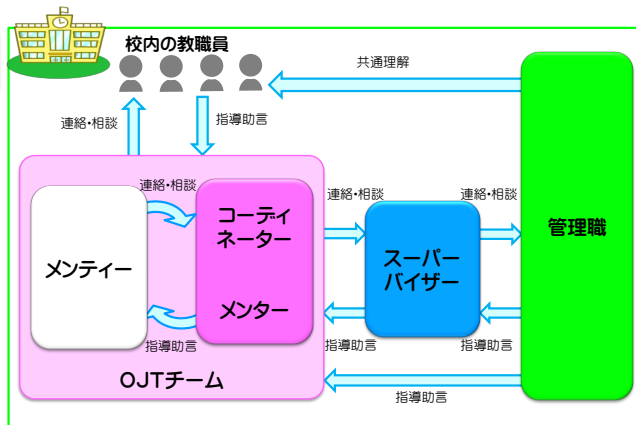 校内の教職員
共通理解
連絡・相談
指導助言
連絡・相談
連絡・相談
連絡・相談
コーディ
ネーター
管理職
メンティー
スーパー
バイザー
メンター
指導助言
指導助言
指導助言
OJTチーム
指導助言